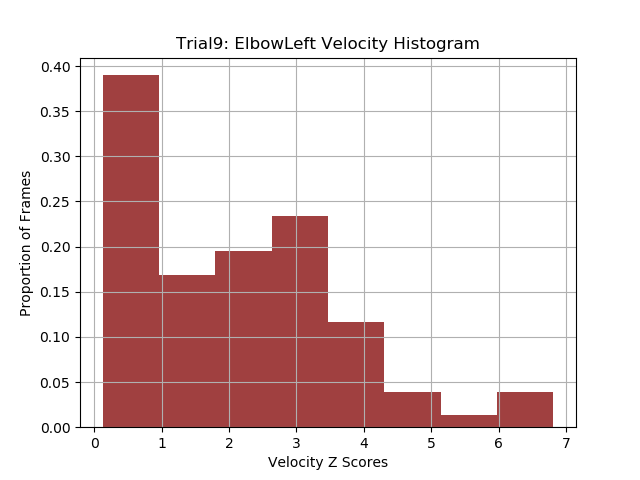 Trial9: ElbowLeft Velocity Histogram
0.40
0.35
0.30
0.25
0.20
0.15
0.10
0.05
0.00
Proportion of Frames
0 1 2 3 4 5 6 7
Velocity Z Scores